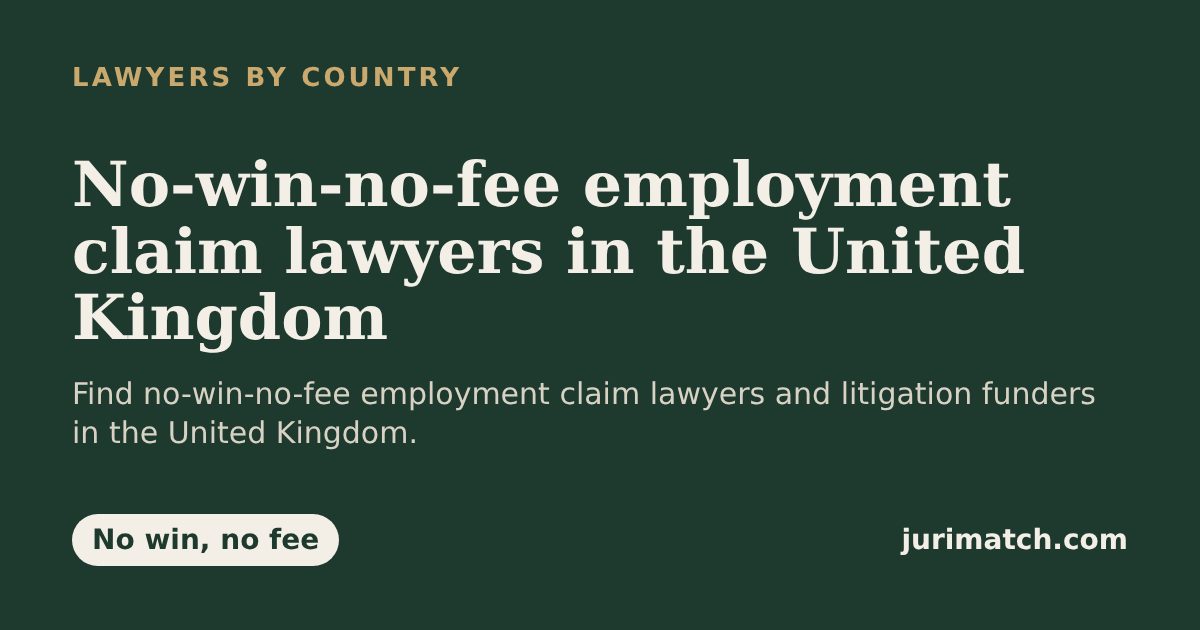 LAWYERS BY COUNTRY
No-win-no-fee employment
claim lawyers in the United
Kingdom
Find no-win-no-fee employment claim lawyers and litigation funders
in the United Kingdom.
No win, no fee
jurimatch.com